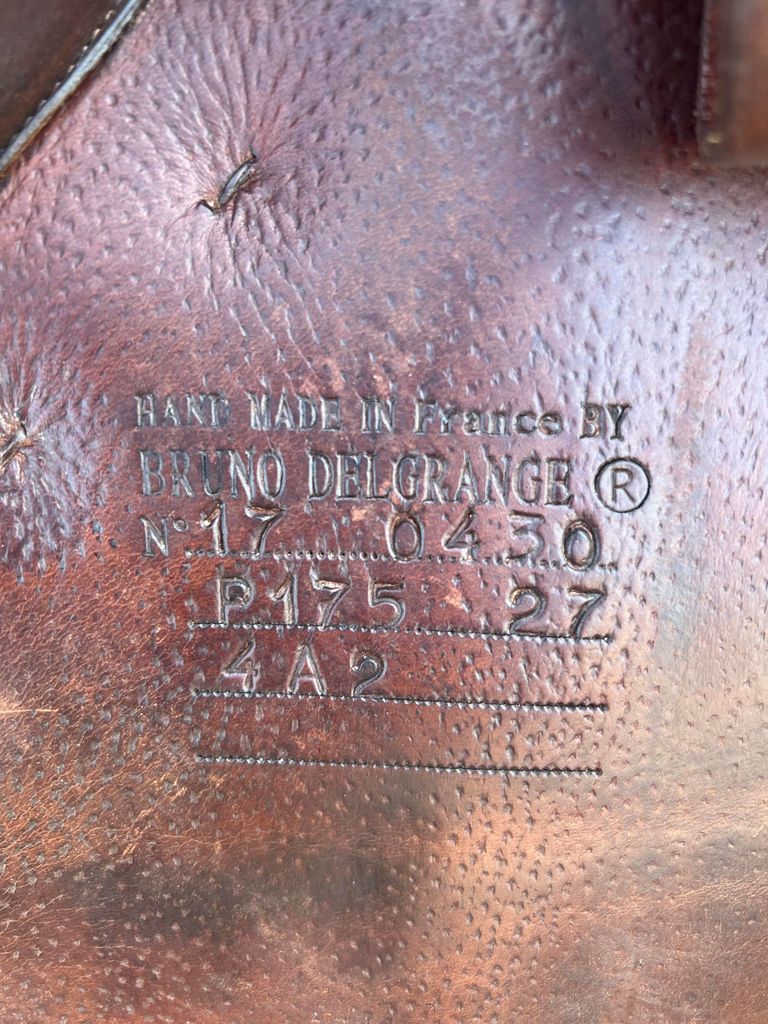 HAND MADE IN France BY
BRUNO DELGRANGE ®
N° 17 0430
P175 27
4A2